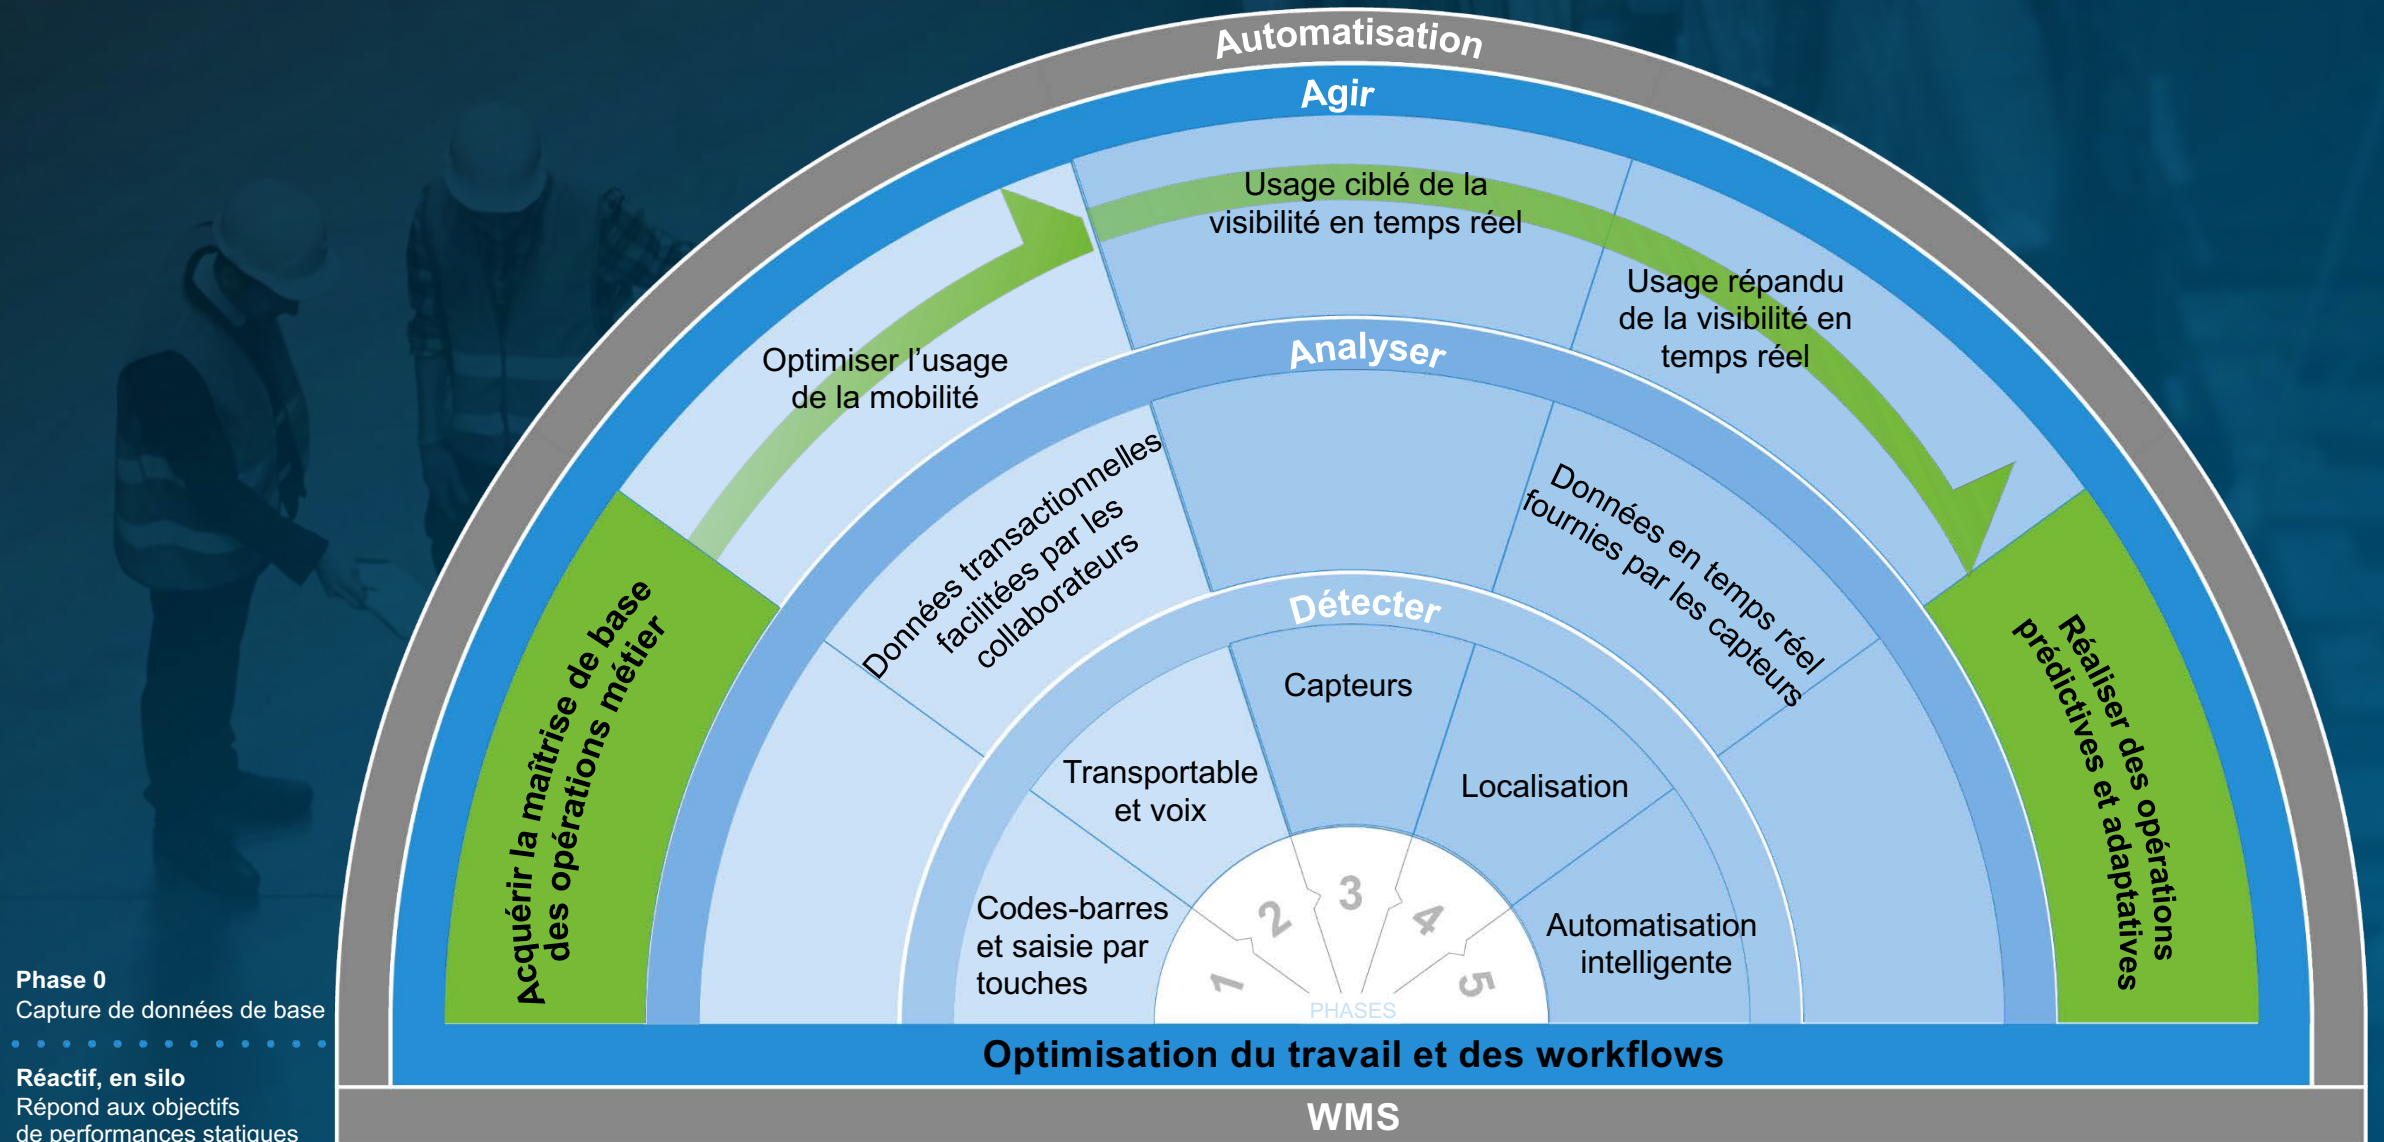 Automatisation
Agir
Usage ciblé de la
visibilité en temps réel
Usage répandu
de la visibilité en
temps réel
Optimiser l’usage
de la mobilité
Analyser
Données transactionnelles
facilitées par les
collaborateurs
Données en temps réel
fournies par les capteurs
Acquérir la maîtrise de base
des opérations métier
Réaliser des opérations
prédictives et adaptatives
Détecter
Capteurs
Transportable
et voix
Localisation
Codes-barres
et saisie par
touches
Automatisation
intelligente
1
2
3
4
5
PHASES
Optimisation du travail et des workflows
WMS
Phase 0
Capture de données de base
Réactif, en silo
Répond aux objectifs
de performances statiques